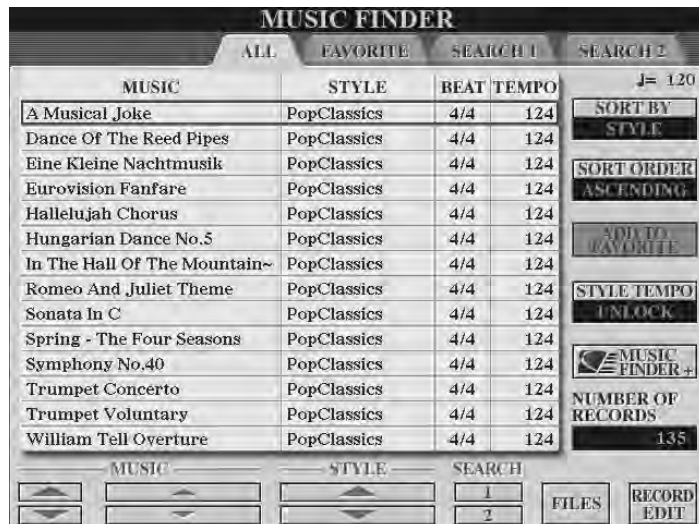 MUSIC FINDER
ALL FAVORITE SEARCH 1 SEARCH 2
MUSIC STYLE BEAT TEMPO
♩= 120
A Musical Joke PopClassics 4/4 124
Dance Of The Reed Pipes PopClassics 4/4 124
Eine Kleine Nachtmusik PopClassics 4/4 124
Eurovision Fanfare PopClassics 4/4 124
Hallelujah Chorus PopClassics 4/4 124
Hungarian Dance No.5 PopClassics 4/4 124
In The Hall Of The Mountain~ PopClassics 4/4 124
Romeo And Juliet Theme PopClassics 4/4 124
Sonata In C PopClassics 4/4 124
Spring - The Four Seasons PopClassics 4/4 124
Symphony No.40 PopClassics 4/4 124
Trumpet Concerto PopClassics 4/4 124
Trumpet Voluntary PopClassics 4/4 124
William Tell Overture PopClassics 4/4 124
SORT BY
STYLE
SORT ORDER
ASCENDING
ADD TO
FAVORITE
STYLE TEMPO
UNLOCK
MUSIC
FINDER +
NUMBER OF
RECORDS
135
MUSIC STYLE SEARCH
1
2
FILES
RECORD
EDIT